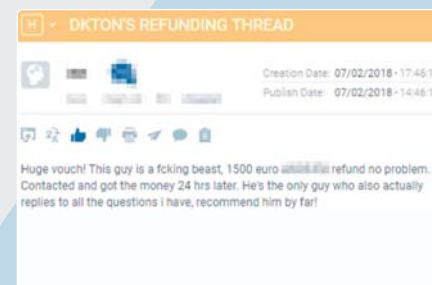 H DKTON'S REFUNDING THREAD
Creation Date: 07/02/2018 - 17:46:1
Publish Date: 07/02/2018 - 14:46:1
Huge vouch! This guy is a fcking beast, 1500 euro refund no problem.
Contacted and got the money 24 hrs later. He's the only guy who also actually
replies to all the questions i have, recommend him by far!